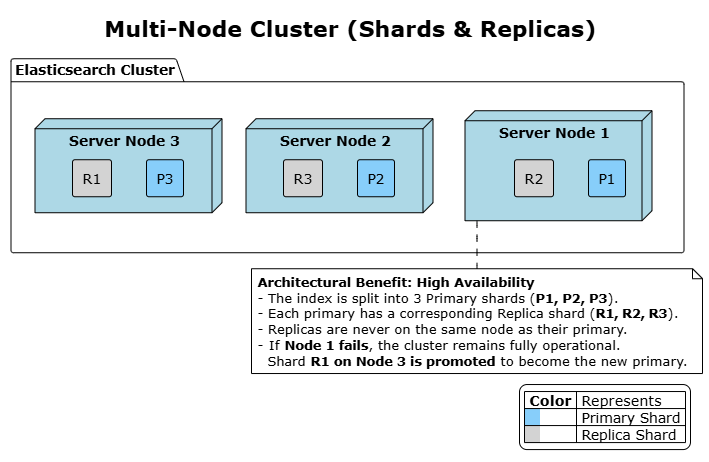 Multi-Node Cluster (Shards & Replicas)
Elasticsearch Cluster
Server Node 3
R1 P3
Server Node 2
R3 P2
Server Node 1
R2 P1
Architectural Benefit: High Availability
- The index is split into 3 Primary shards (P1, P2, P3).
- Each primary has a corresponding Replica shard (R1, R2, R3).
- Replicas are never on the same node as their primary.
- If Node 1 fails, the cluster remains fully operational.
Shard R1 on Node 3 is promoted to become the new primary.
Color Represents
Primary Shard
Replica Shard